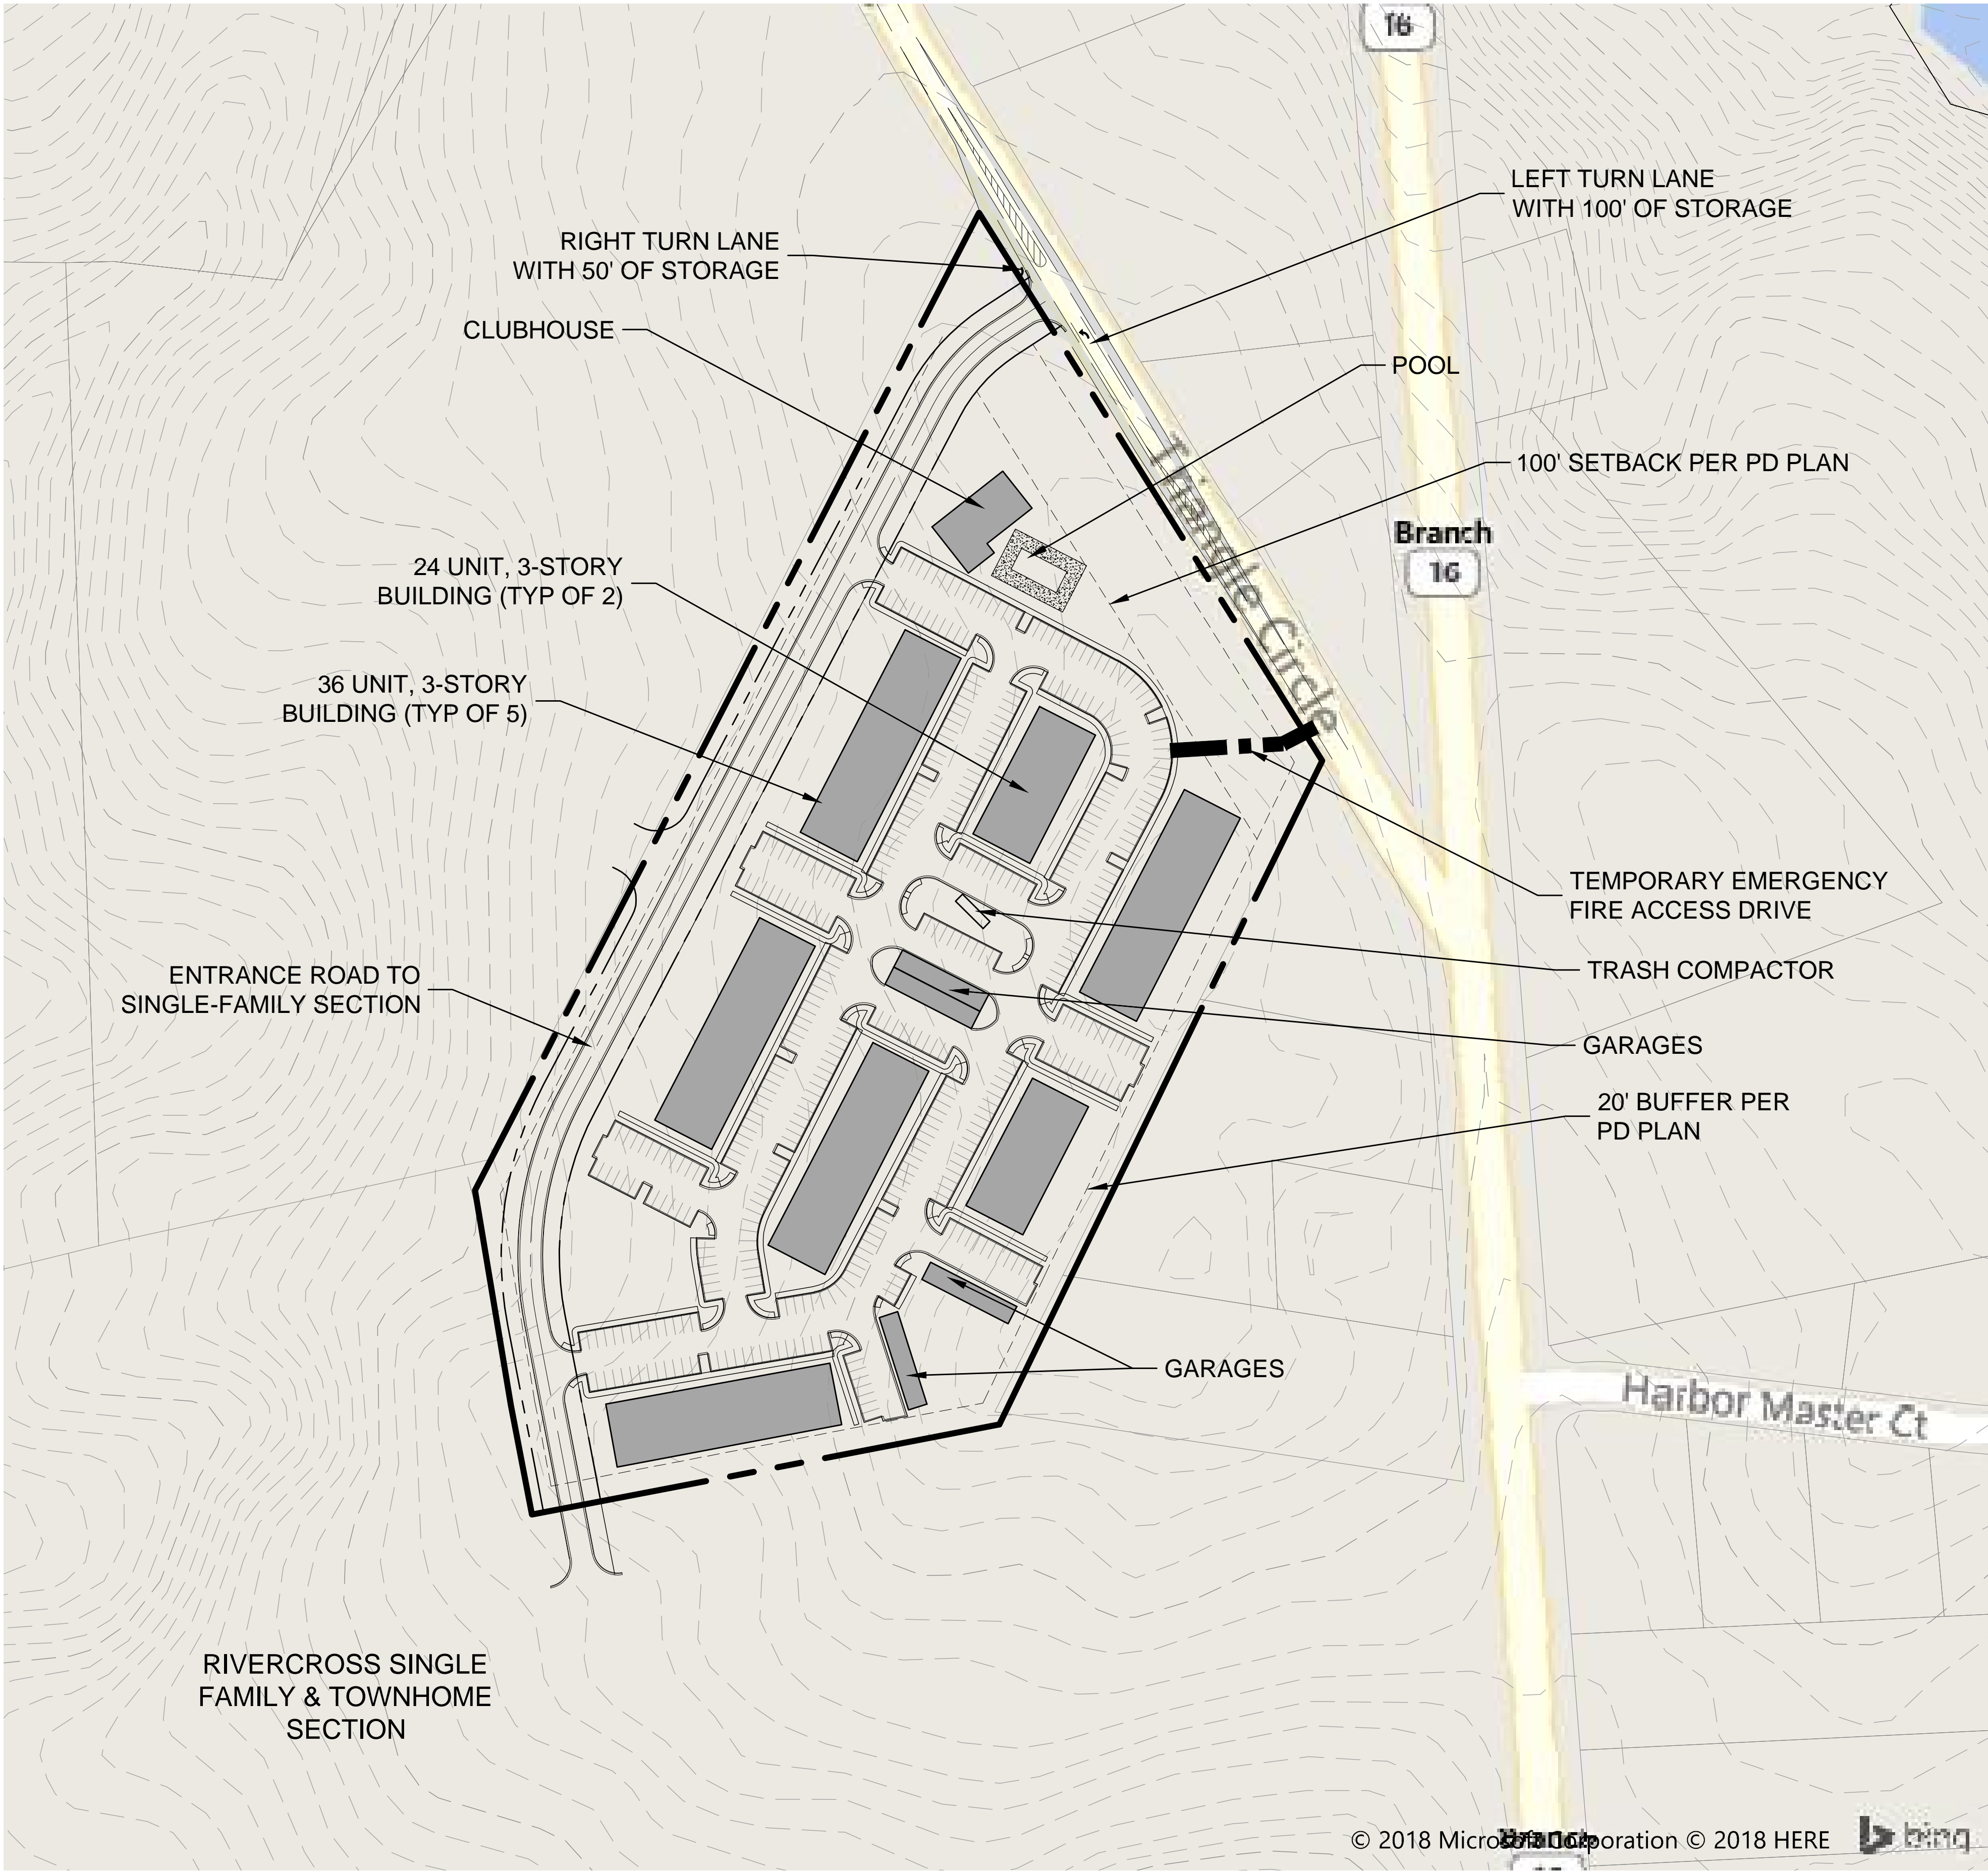 16
LEFT TURN LANE
WITH 100' OF STORAGE
RIGHT TURN LANE
WITH 50' OF STORAGE
CLUBHOUSE
POOL
100' SETBACK PER PD PLAN
Triangle Circle
Branch
16
24 UNIT, 3-STORY
BUILDING (TYP OF 2)
36 UNIT, 3-STORY
BUILDING (TYP OF 5)
TEMPORARY EMERGENCY
FIRE ACCESS DRIVE
TRASH COMPACTOR
ENTRANCE ROAD TO
SINGLE-FAMILY SECTION
GARAGES
20' BUFFER PER
PD PLAN
GARAGES
Harbor Master Ct
RIVERCROSS SINGLE
FAMILY & TOWNHOME
SECTION
© 2018 Microsoft Corporation © 2018 HERE
bing